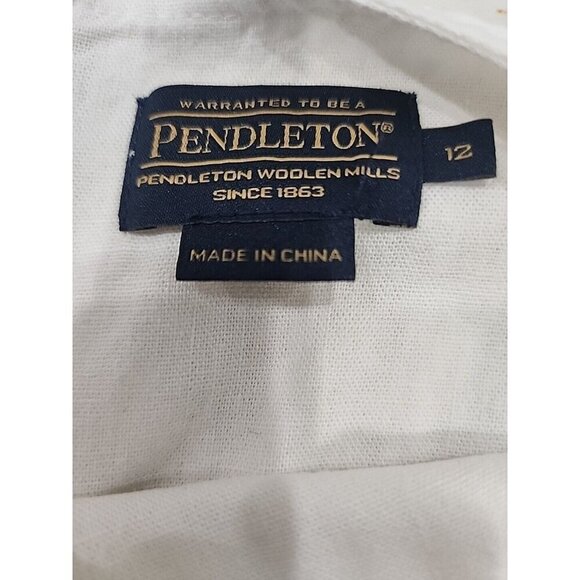 WARRANTED TO BE A
PENDLETON®
PENDLETON WOOLEN MILLS
SINCE 1863
12
MADE IN CHINA